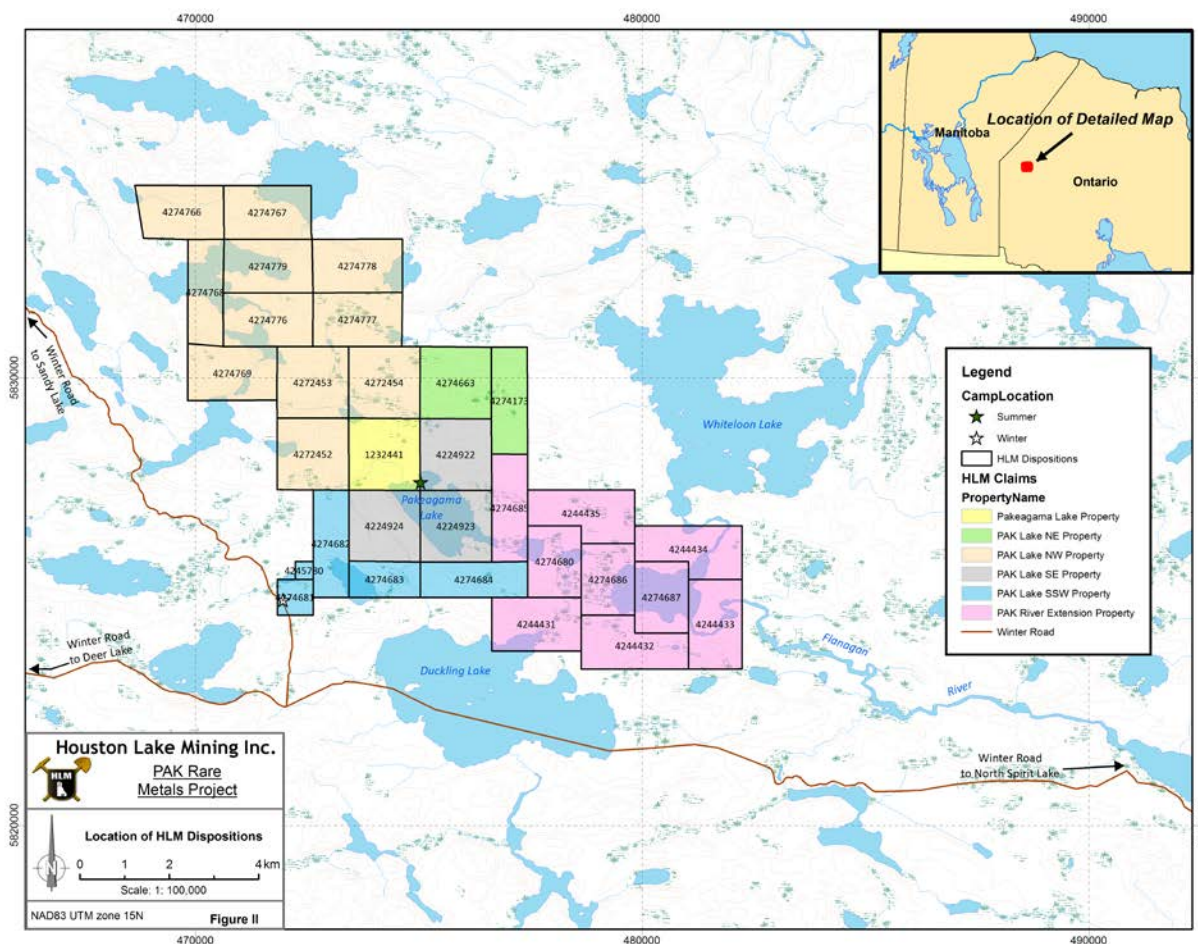 470000
480000
490000
Location of Detailed Map
Manitoba
Ontario
4274766
4274767
4274779
4274778
4274768
4274776
4274777
4274769
4272453
4272454
4274663
4274173
5830000
5830000
Winter Road
to Sandy Lake
Whiteloon Lake
4272452
1232441
4224922
Pakeagama
Lake
4274685
4244435
4224924
4224923
4274682
4274680
4244434
4245780
4274683
4274684
4274686
4274681
4274687
4244431
4244433
4244432
Winter Road
to Deer Lake
Duckling Lake
Flanagan
River
Legend
CampLocation
Summer
Winter
HLM Dispositions
HLM Claims
PropertyName
Pakeagama Lake Property
PAK Lake NE Property
PAK Lake NW Property
PAK Lake SE Property
PAK Lake SSW Property
PAK River Extension Property
Winter Road
Winter Road
to North Spirit Lake
HLM
Houston Lake Mining Inc.
PAK Rare
Metals Project
5820000
5820000
Location of HLM Dispositions
N
0 1 2 4 km
Scale: 1: 100,000
NAD83 UTM zone 15N
Figure II
470000
480000
490000